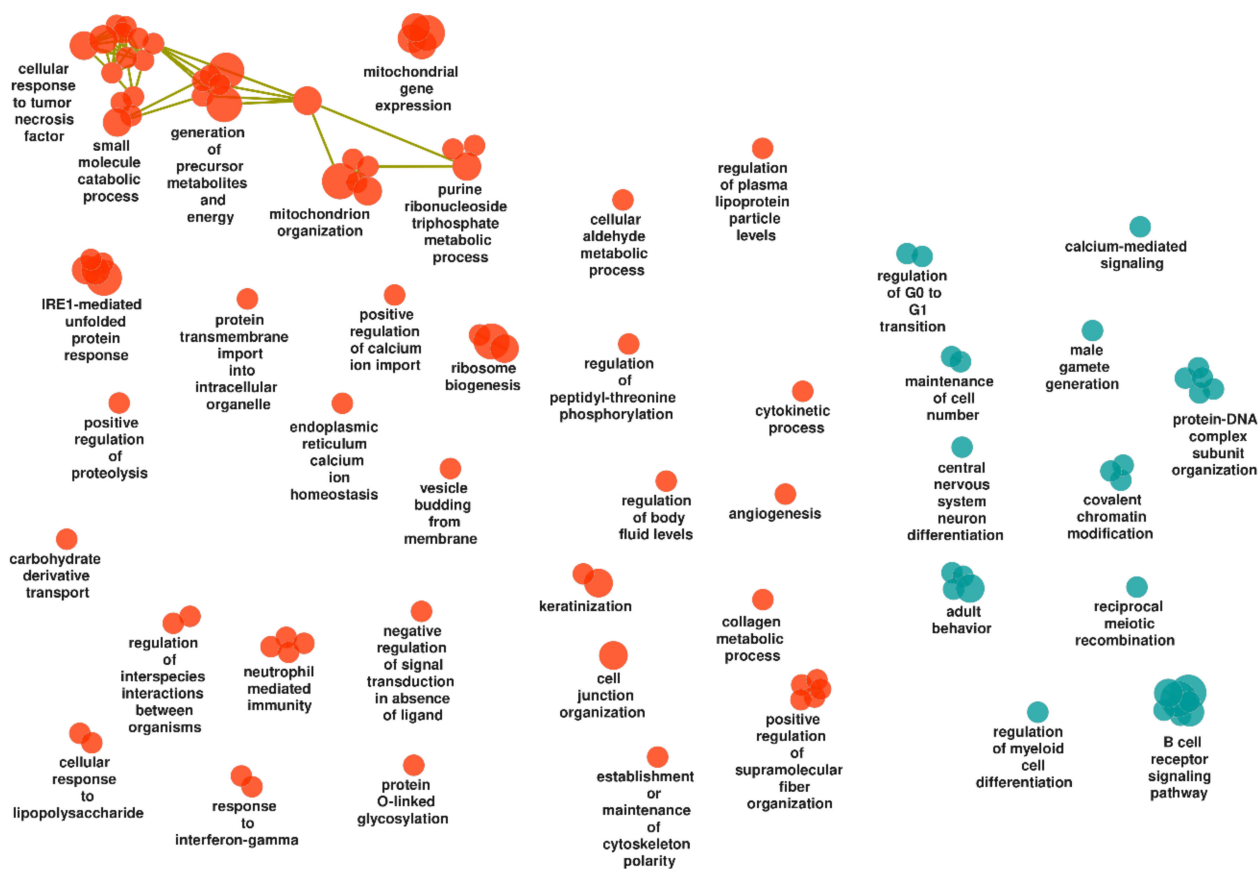 cellular
response
to tumor
necrosis
factor
small
molecule
catabolic
process
generation
of
precursor
metabolites
and
energy
mitochondrion
organization
mitochondrial
gene
expression
purine
ribonucleoside
triphosphate
metabolic
process
cellular
aldehyde
metabolic
process
regulation
of plasma
lipoprotein
particle
levels
regulation
of G0 to
G1
transition
calcium-mediated
signaling
IRE1-mediated
unfolded
protein
response
protein
transmembrane
import
into
intracellular
organelle
positive
regulation
of calcium
ion import
ribosome
biogenesis
regulation
of
peptidyl-threonine
phosphorylation
cytokinetic
process
maintenance
of cell
number
male
gamete
generation
protein-DNA
complex
subunit
organization
positive
regulation
of
proteolysis
endoplasmic
reticulum
calcium
ion
homeostasis
vesicle
budding
from
membrane
regulation
of body
fluid levels
angiogenesis
central
nervous
system
neuron
differentiation
covalent
chromatin
modification
carbohydrate
derivative
transport
regulation
of
interspecies
interactions
between
organisms
neutrophil
mediated
immunity
negative
regulation
of signal
transduction
in absence
of ligand
keratinization
cell
junction
organization
collagen
metabolic
process
adult
behavior
reciprocal
meiotic
recombination
cellular
response
to
lipopolysaccharide
response
to
interferon-gamma
protein
O-linked
glycosylation
establishment
or
maintenance
of
cytoskeleton
polarity
positive
regulation
of
supramolecular
fiber
organization
regulation
of myeloid
cell
differentiation
B cell
receptor
signaling
pathway